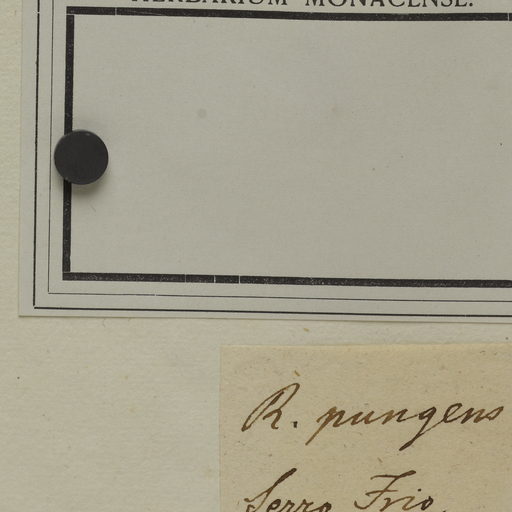 HERBARIUM MONACENSE.
R. pungens
Serro Frio.